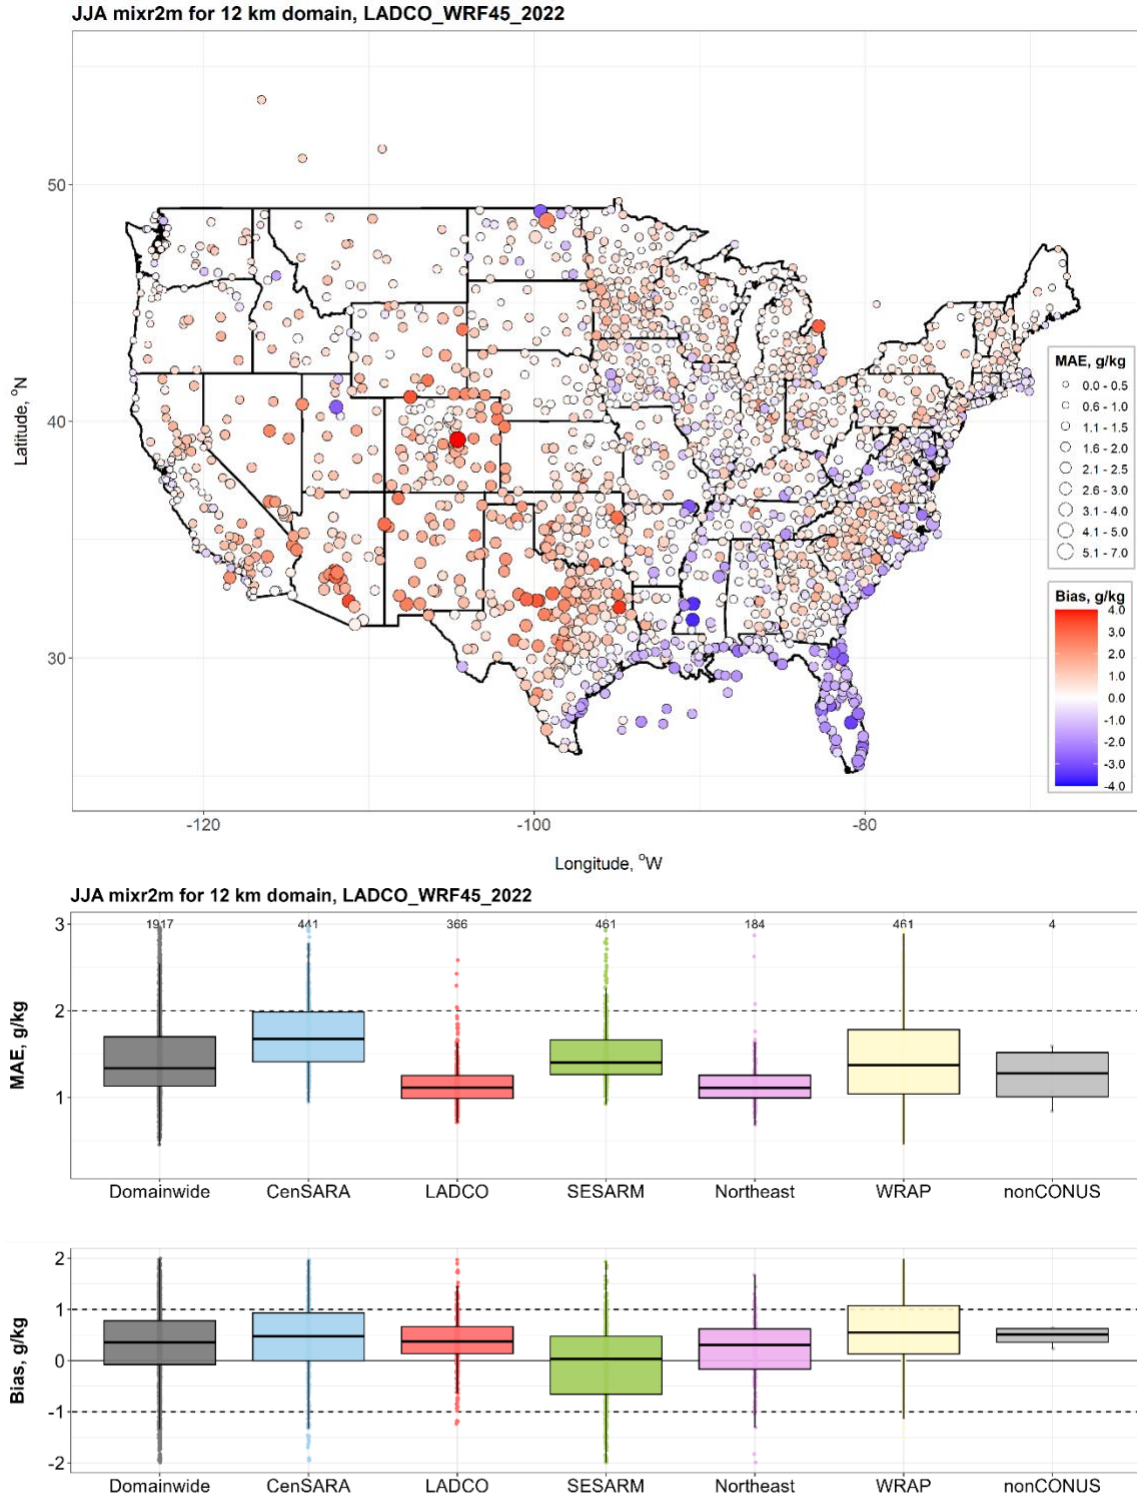 JJA mixr2m for 12 km domain, LADCO_WRF45_2022
50
40
30
Latitude, °N
-120
-100
-80
Longitude, °W
MAE, g/kg
0.0 - 0.5
0.6 - 1.0
1.1 - 1.5
1.6 - 2.0
2.1 - 2.5
2.6 - 3.0
3.1 - 4.0
4.1 - 5.0
5.1 - 7.0
Bias, g/kg
4.0
3.0
2.0
1.0
0.0
-1.0
-2.0
-3.0
-4.0
JJA mixr2m for 12 km domain, LADCO_WRF45_2022
1917 441 366 461 184 461 4
3
2
1
MAE, g/kg
Domainwide CenSARA LADCO SESARM Northeast WRAP nonCONUS
2
1
0
-1
-2
Bias, g/kg
Domainwide CenSARA LADCO SESARM Northeast WRAP nonCONUS